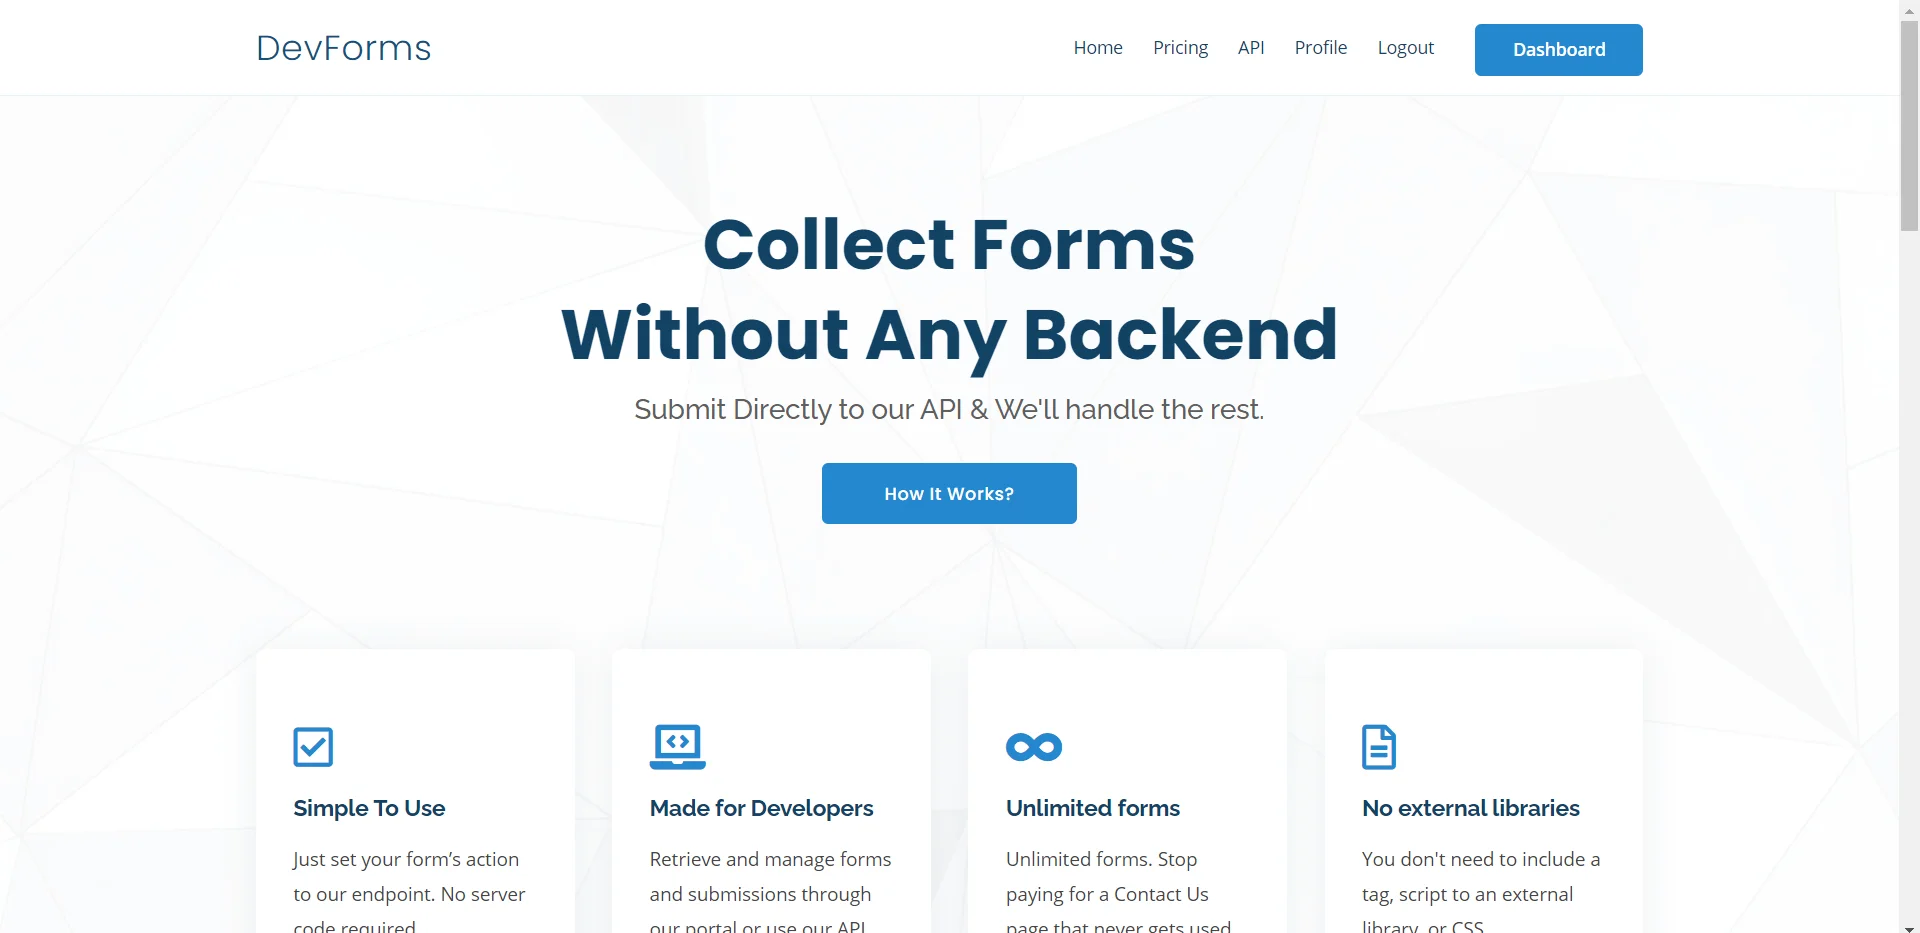 DevForms
Home Pricing API Profile Logout Dashboard
Collect Forms
Without Any Backend
Submit Directly to our API & We'll handle the rest.
How It Works?
Simple To Use
Just set your form’s action
to our endpoint. No server
code required
Made for Developers
Retrieve and manage forms
and submissions through
our portal or use our API
Unlimited forms
Unlimited forms. Stop
paying for a Contact Us
page that never gets used
No external libraries
You don't need to include a
tag, script to an external
library, or CSS